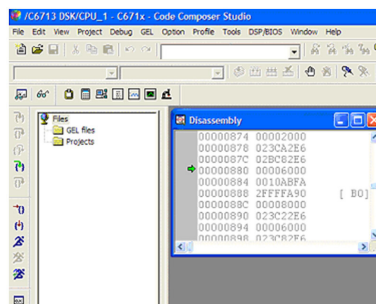 /C6713 DSK/CPU_1 - C671x - Code Composer Studio
File Edit View Project Debug GEL Option Profile Tools DSP/BIOS Window Help
Files
GEL files
Projects
Disassembly
00000874 00002000
00000878 023CA2E6
0000087C 02BC82E6
00000880 00006000
00000884 0010ABFA
00000888 2FFFFA90 [ B0]
0000088C 00008000
00000890 023C22E6
00000894 00006000
00000898 023C82E6